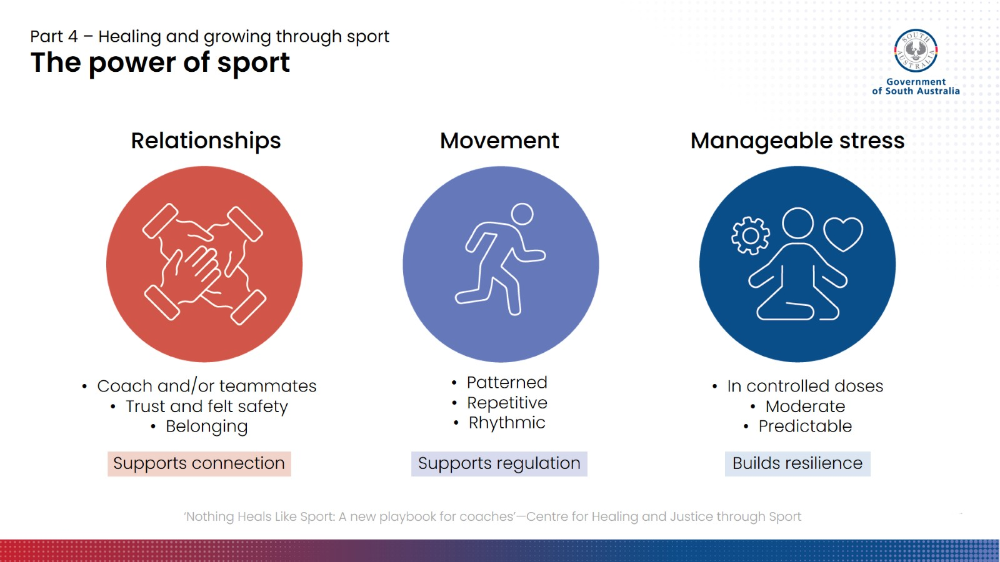 Part 4 – Healing and growing through sport
The power of sport
SOUTH AUSTRALIA
Government
of South Australia
Relationships
Movement
Manageable stress
• Coach and/or teammates
• Trust and felt safety
• Belonging
Supports connection
• Patterned
• Repetitive
• Rhythmic
Supports regulation
• In controlled doses
• Moderate
• Predictable
Builds resilience
‘Nothing Heals Like Sport: A new playbook for coaches’—Centre for Healing and Justice through Sport